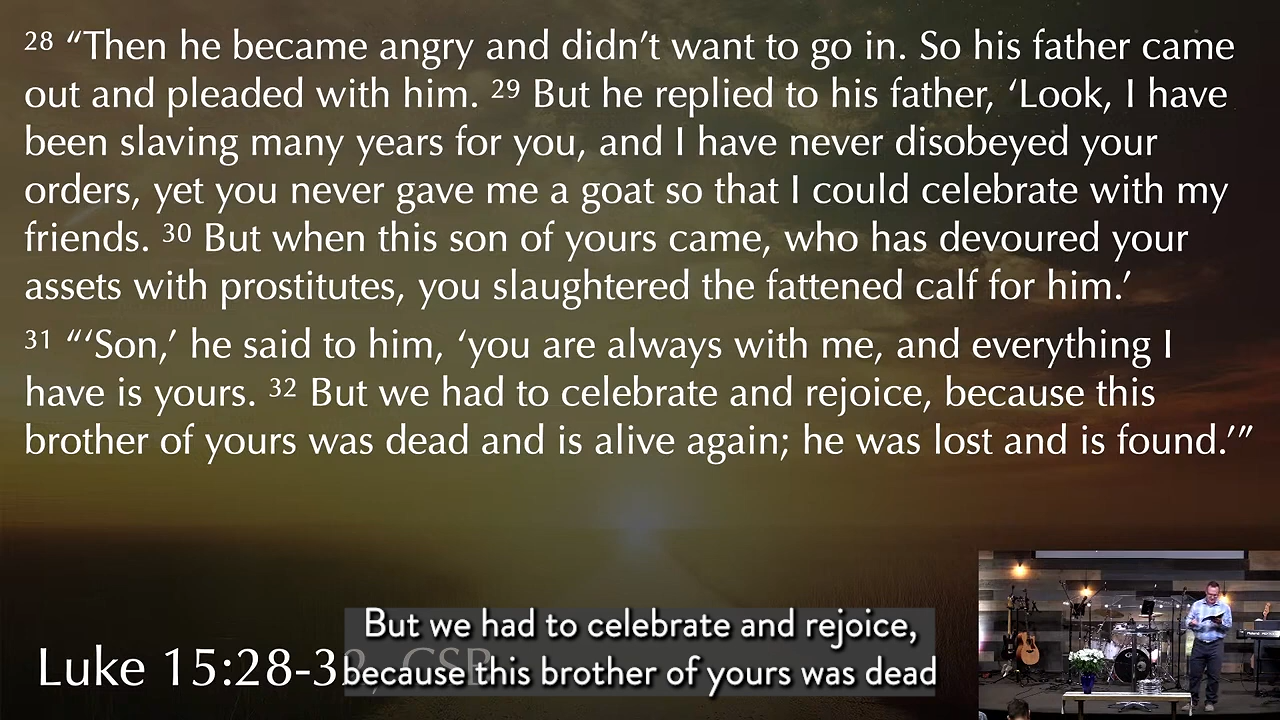 28 “Then he became angry and didn’t want to go in. So his father came
out and pleaded with him. 29 But he replied to his father, ‘Look, I have
been slaving many years for you, and I have never disobeyed your
orders, yet you never gave me a goat so that I could celebrate with my
friends. 30 But when this son of yours came, who has devoured your
assets with prostitutes, you slaughtered the fattened calf for him.’
31 “‘Son,’ he said to him, ‘you are always with me, and everything I
have is yours. 32 But we had to celebrate and rejoice, because this
brother of yours was dead and is alive again; he was lost and is found.’”
But we had to celebrate and rejoice,
because this brother of yours was dead
Luke 15:28-32, CSB